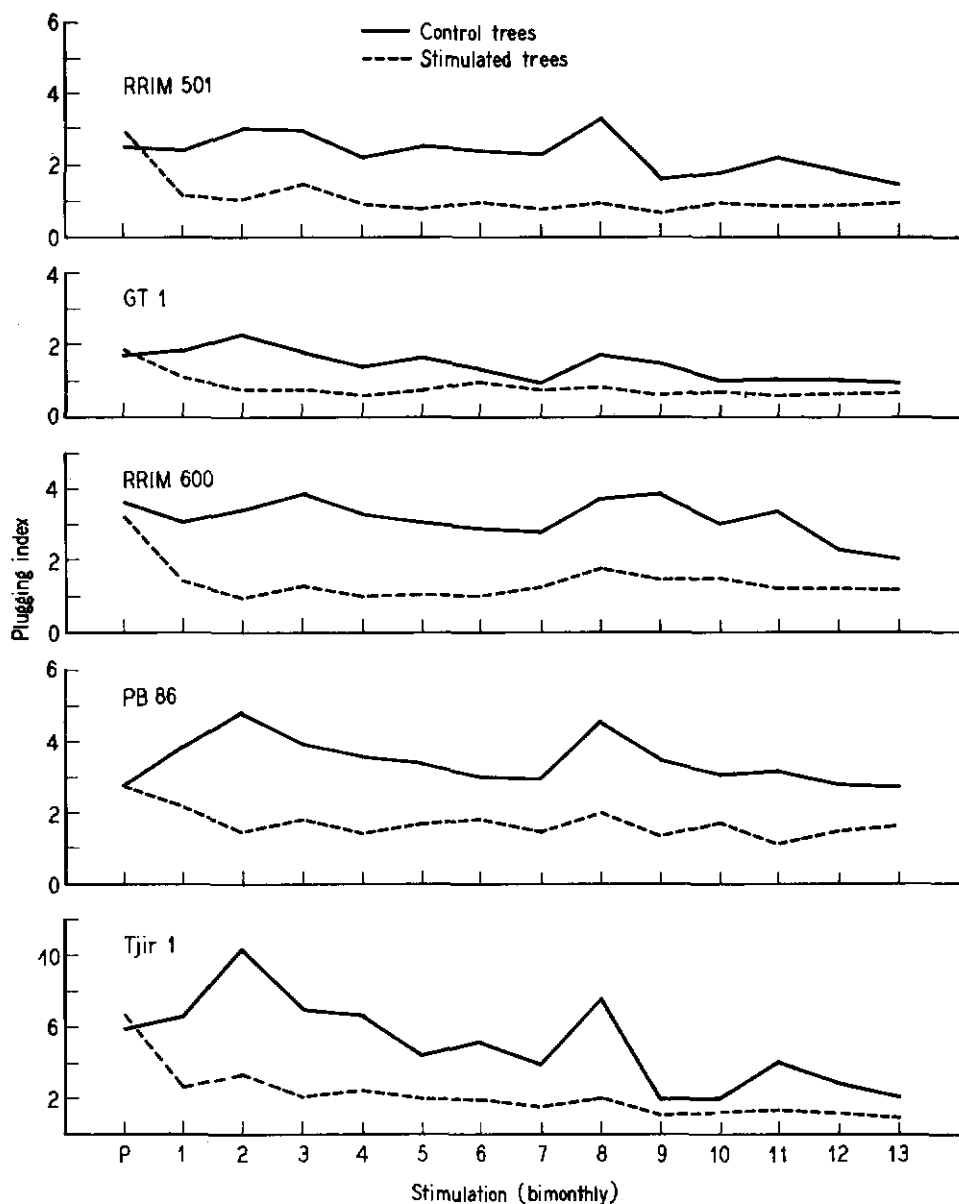 6
Control trees
Stimulated trees
RRIM 501
4
2
0
4
GT 1
2
0
RRIM 600
4
2
0
Plugging index
6
PB 86
4
2
0
Tjir 1
10
6
2
P 1 2 3 4 5 6 7 8 9 10 11 12 13
Stimulation (bimonthly)